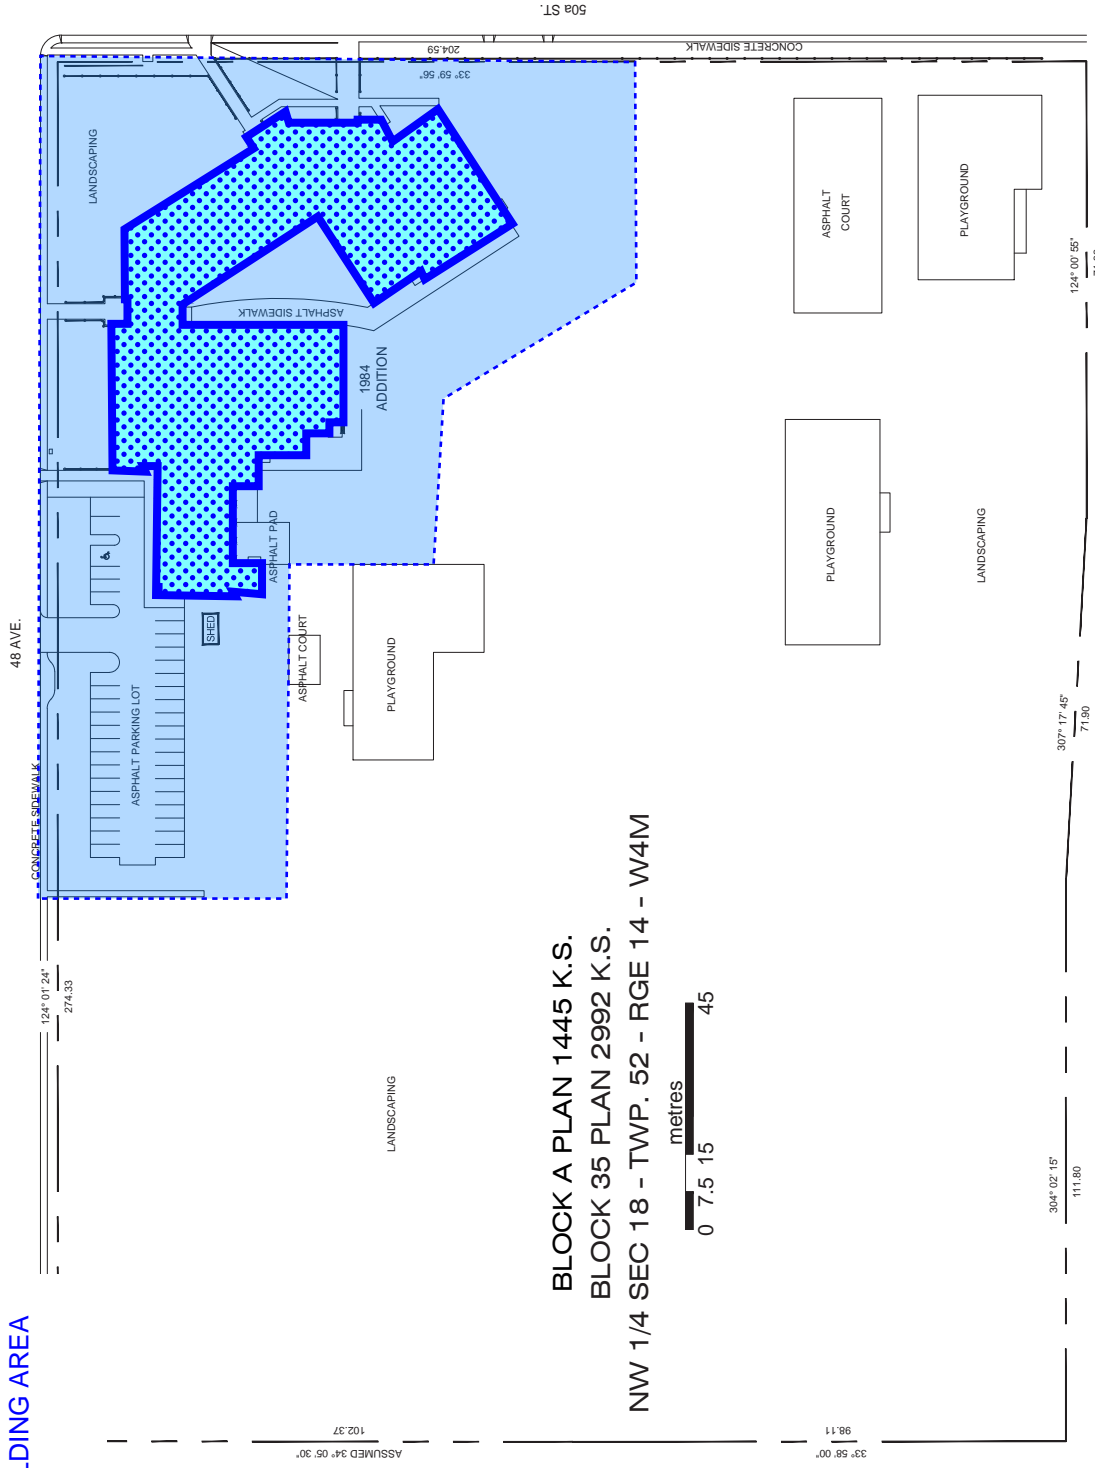 LDING AREA
48 AVE.
50a ST.
CONCRETE SIDEWALK
124° 01' 24"
274.33
LANDSCAPING
ASPHALT PARKING LOT
SHED
ASPHALT PAD
ASPHALT COURT
PLAYGROUND
1984
ADDITION
ASPHALT SIDEWALK
LANDSCAPING
204.59
33° 59' 56"
CONCRETE SIDEWALK
ASPHALT
COURT
PLAYGROUND
PLAYGROUND
LANDSCAPING
124° 00' 55"
307° 17' 45"
71.90
304° 02' 15"
111.80
BLOCK A PLAN 1445 K.S.
BLOCK 35 PLAN 2992 K.S.
NW 1/4 SEC 18 - TWP. 52 - RGE 14 - W4M
metres
0 7.5 15 45
ASSUMED 34° 05' 30"
102.37
33° 58' 00"
98.11